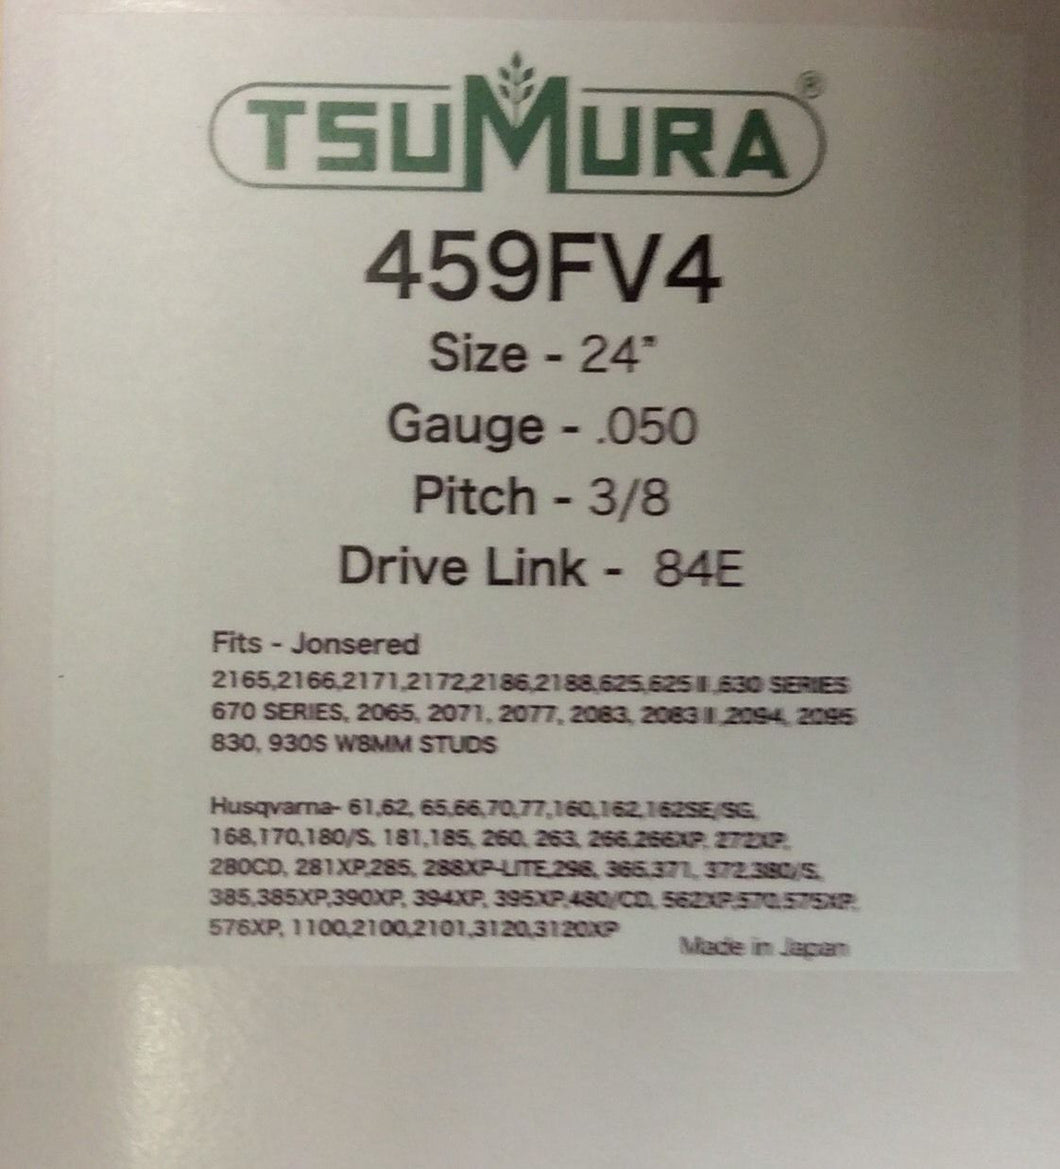 TSUMURA®
459FV4
Size - 24"
Gauge - .050
Pitch - 3/8
Drive Link - 84E
Fits - Jonsered
2165,2166,2171,2172,2186,2188,625,625 II ,630 SERIES
670 SERIES, 2065, 2071, 2077, 2083, 2083 II ,2094, 2095
830, 930S W8MM STUDS
Husqvarna- 61,62, 65,66,70,77,160,162,162SE/SG,
168,170,180/S, 181,185, 260, 263, 266,266XP, 272XP,
280CD, 281XP,285, 288XP-LITE,298, 365,371, 372,380/S,
385,385XP,390XP, 394XP, 395XP,480/CD, 562XP,570,575XP,
576XP, 1100,2100,2101,3120,3120XP
Made in Japan